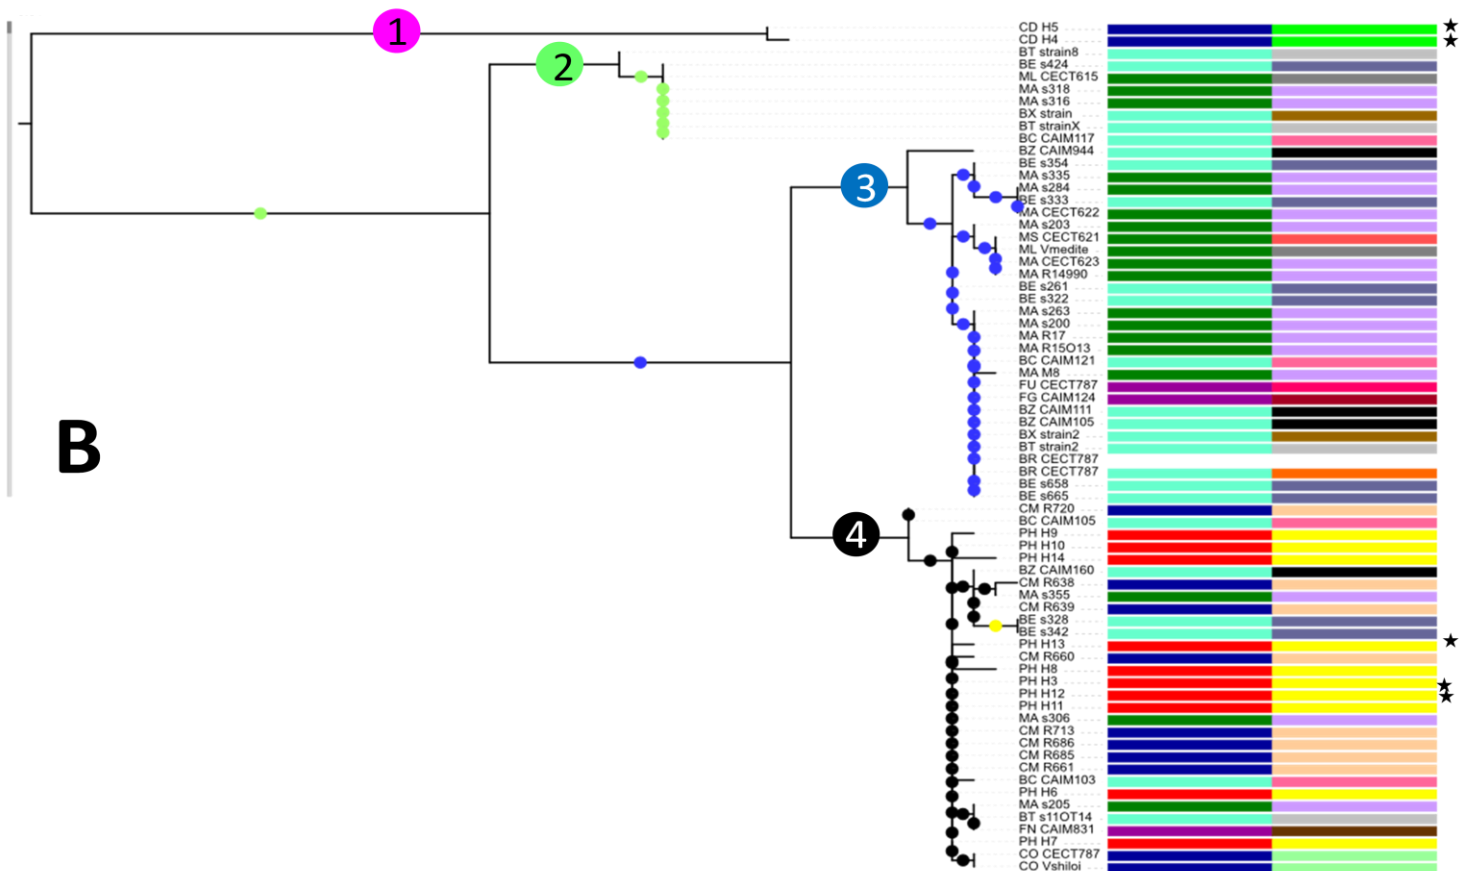 1
CD H5
CD H4
BT strain8
2
BE s424
ML CECT615
MA s318
MA s316
BX strain
BT strainX
BC CAIM117
BZ CAIM944
BE s354
MA s335
3
MA s284
BE s333
MA CECT622
MA s203
MS CECT621
ML Vmedite
MA CECT623
MA R14990
BE s261
BE s322
MA s263
MA s200
MA R17
MA R15O13
BC CAIM121
MA M8
FU CECT787
FG CAIM124
BZ CAIM111
BZ CAIM105
BX strain2
B
BT strain2
BR CECT787
BR CECT787
BE s658
BE s665
CM R720
BC CAIM105
4
PH H9
PH H10
PH H14
BZ CAIM160
CM R638
MA s355
CM R639
BE s328
BE s342
PH H13
CM R660
PH H8
PH H3
PH H12
PH H11
MA s306
CM R713
CM R686
CM R685
CM R661
BC CAIM103
PH H6
MA s205
BT s11OT14
FN CAIM831
PH H7
CO CECT787
CO Vshiloi